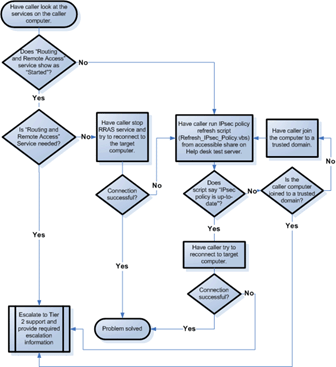 Have caller look at the
services on the caller
computer.
Does "Routing
and Remote Access"
service show as
"Started"?
No
Yes
Is "Routing and
Remote Access"
Service needed?
No
Have caller stop
RRAS service and
try to reconnect to
the target
computer.
Connection
successful?
No
Yes
Have caller run IPsec policy
refresh script
(Refresh_IPsec_Policy.vbs)
from accessible share on
Help desk test server.
Have caller join
the computer to
a trusted domain.
Does
script say "IPsec
policy is up-to-
date"?
No
Is the
caller computer
joined to a trusted
domain?
No
Yes
Yes
Yes
Have caller try to
reconnect to target
computer.
Connection
successful?
No
Yes
Escalate to Tier
2 support and
provide required
escalation
information
Problem solved